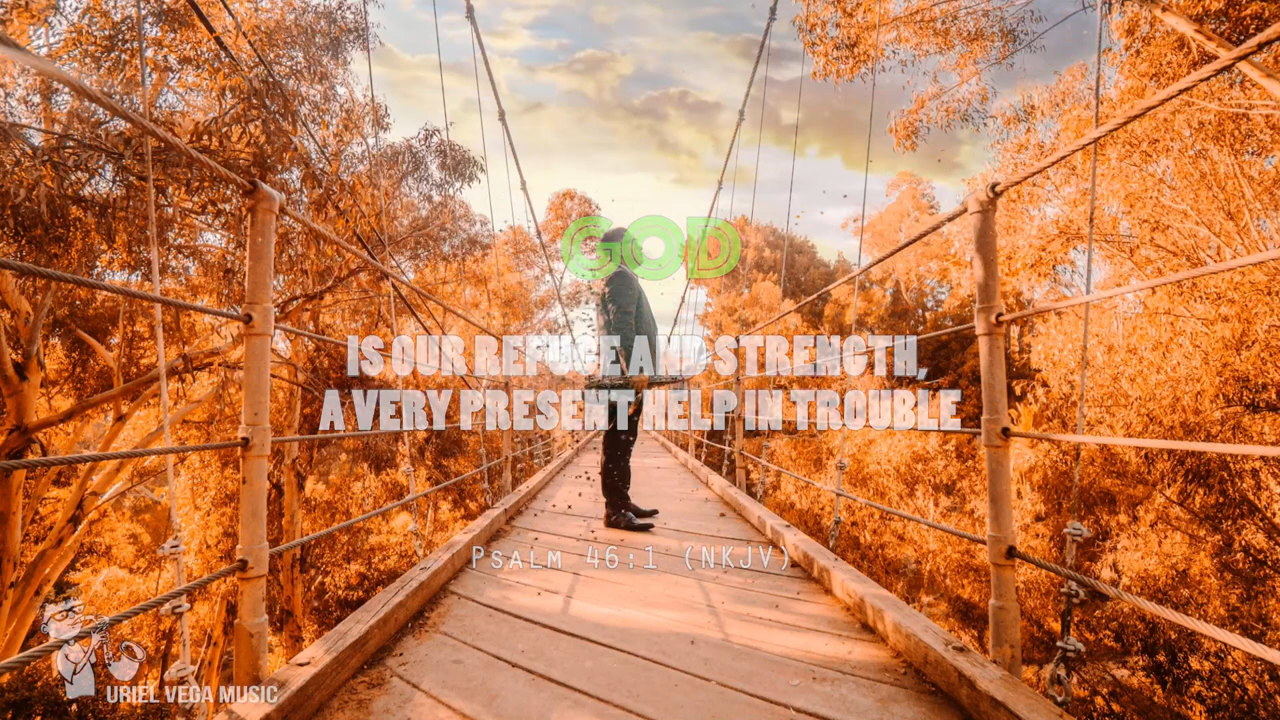 GOD
IS OUR REFUGE AND STRENGTH,
A VERY PRESENT HELP IN TROUBLE
PSALM 46:1 (NKJV)
URIEL VEGA MUSIC